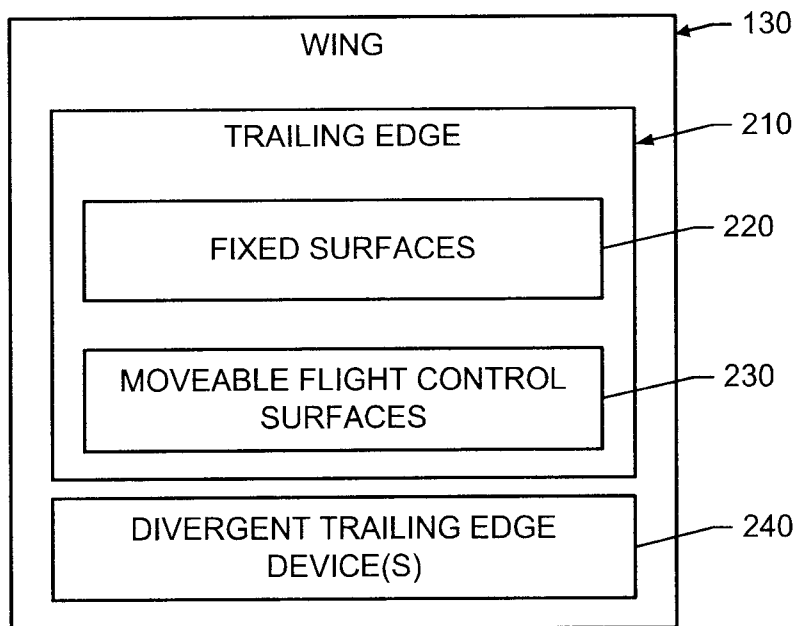 WING
130
TRAILING EDGE
210
FIXED SURFACES
220
MOVEABLE FLIGHT CONTROL
SURFACES
230
DIVERGENT TRAILING EDGE
DEVICE(S)
240